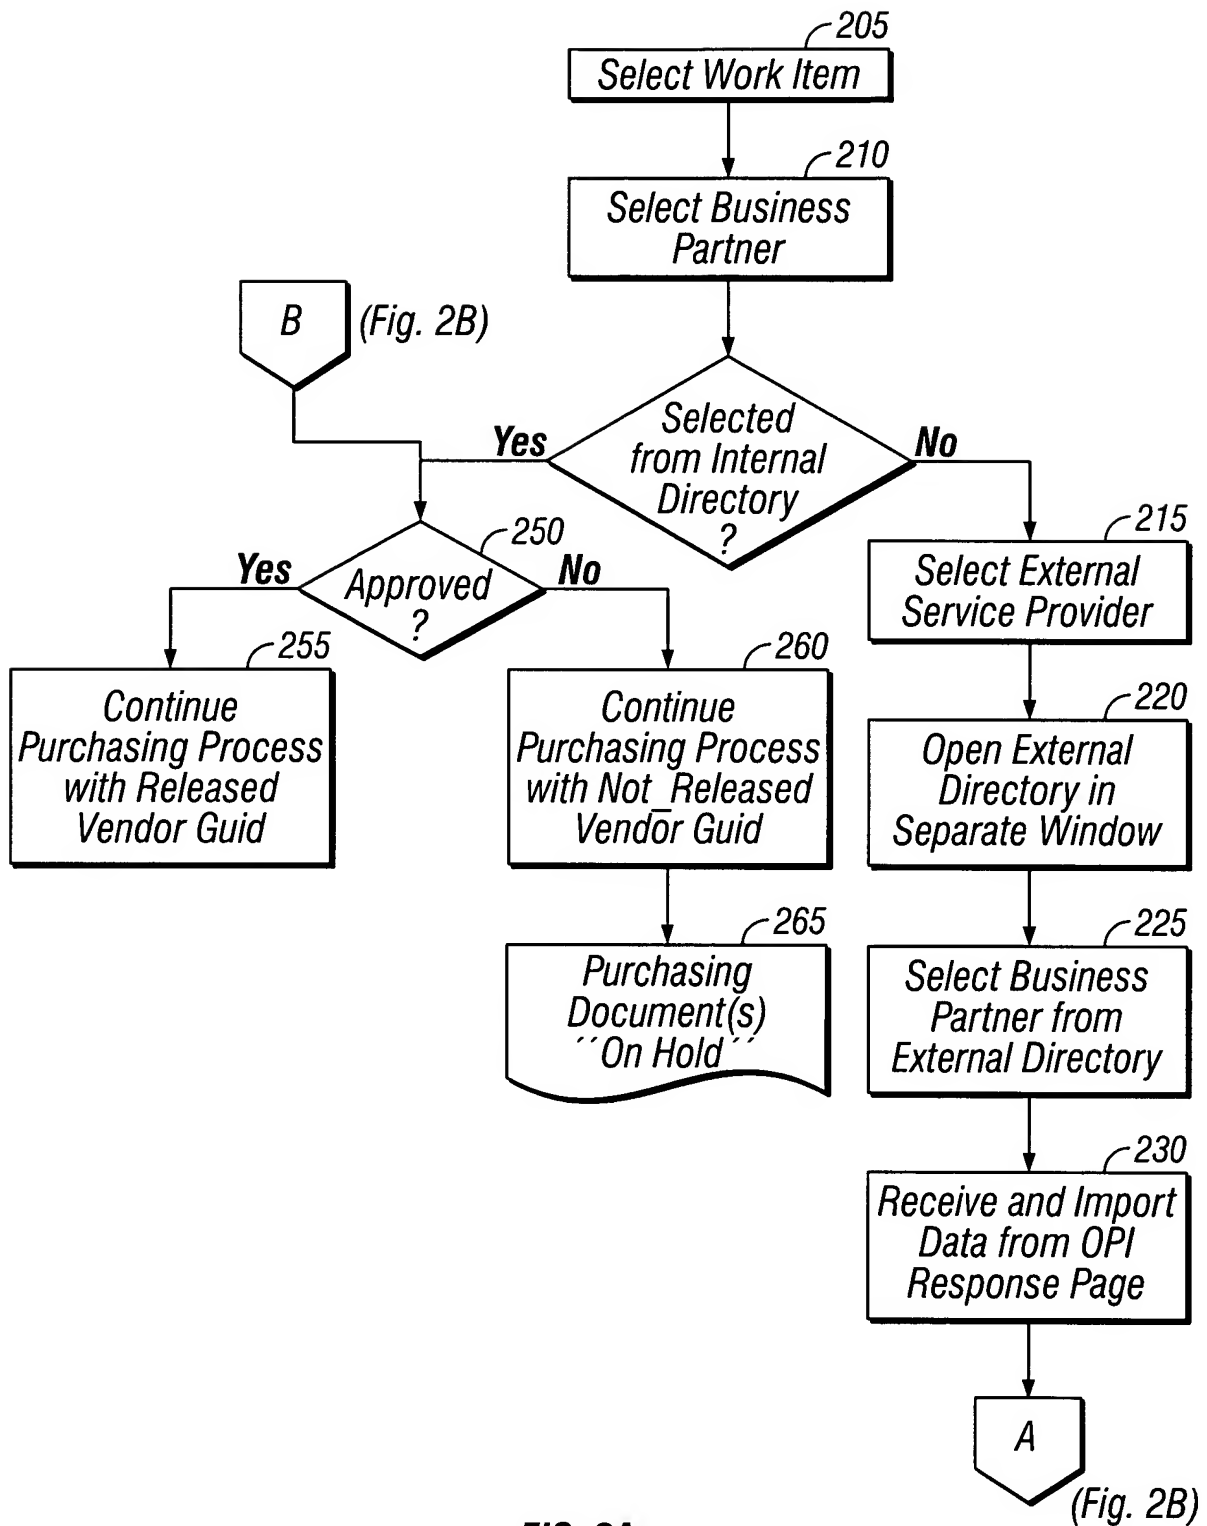 205
Select Work Item
210
Select Business
Partner
B
(Fig. 2B)
Selected
from Internal
Directory
?
Yes
No
250
Approved
?
Yes
No
215
Select External
Service Provider
255
Continue
Purchasing Process
with Released
Vendor Guid
260
Continue
Purchasing Process
with Not_Released
Vendor Guid
220
Open External
Directory in
Separate Window
265
Purchasing
Document(s)
´´On Hold´´
225
Select Business
Partner from
External Directory
230
Receive and Import
Data from OPI
Response Page
A
(Fig. 2B)